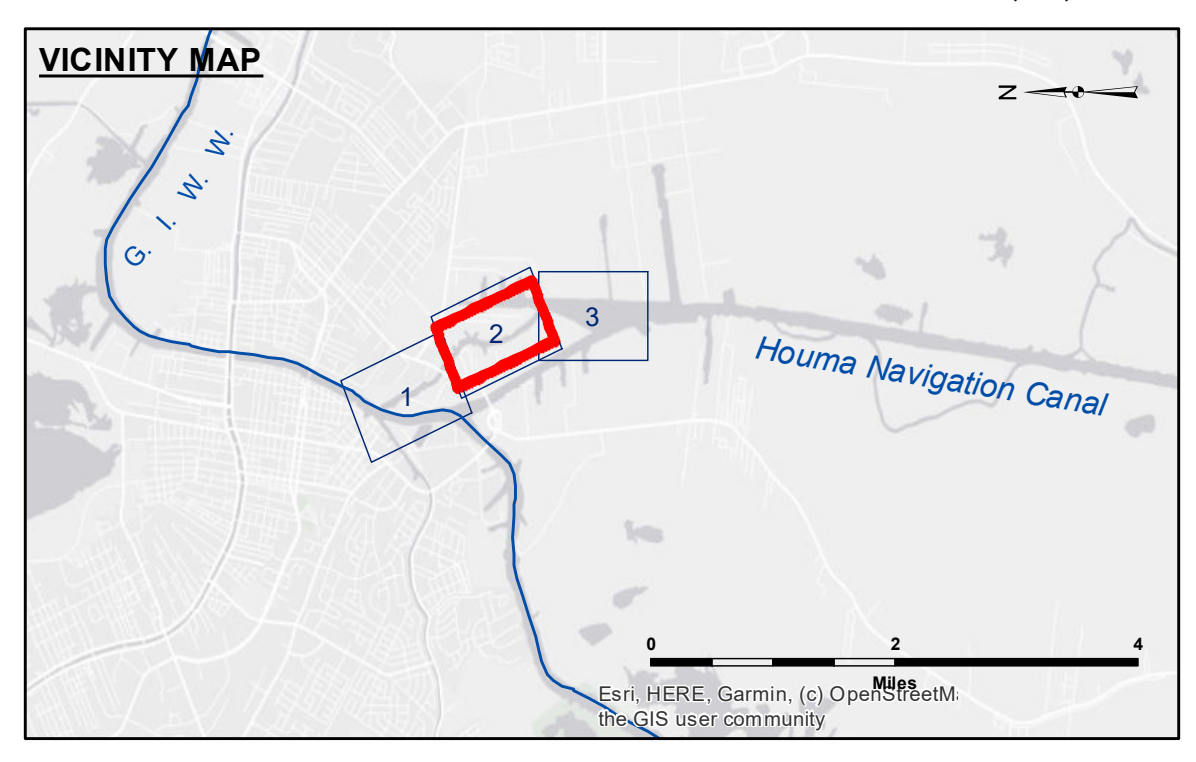 VICINITY MAP
N
G. I. W. W.
2
3
1
Houma Navigation Canal
0 2 4
Miles
Esri, HERE, Garmin, (c) OpenStreetMa
the GIS user community